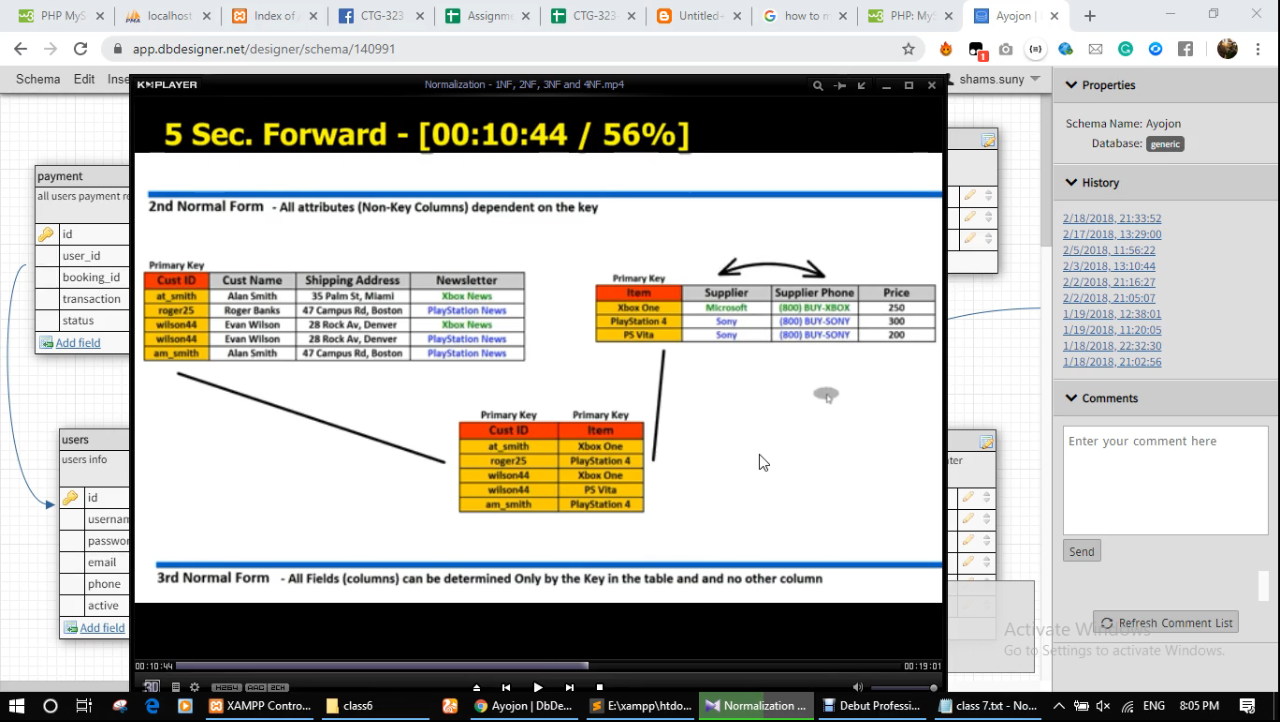 PHP MyS
localhost
Index of
CTG-323
Assignme
CTG-323-
Untitled
how to m
PHP: MyS
Ayojon |
app.dbdesigner.net/designer/schema/140991
1
Schema Edit Inse
shams.suny
KMPLAYER
Normalization - 1NF, 2NF, 3NF and 4NF.mp4
5 Sec. Forward - [00:10:44 / 56%]
2nd Normal Form - All attributes (Non-Key Columns) dependent on the key
Primary Key
Cust ID Cust Name Shipping Address Newsletter
at_smith Alan Smith 35 Palm St, Miami Xbox News
roger25 Roger Banks 47 Campus Rd, Boston PlayStation News
wilson44 Evan Wilson 28 Rock Av, Denver Xbox News
wilson44 Evan Wilson 28 Rock Av, Denver PlayStation News
am_smith Alan Smith 47 Campus Rd, Boston PlayStation News
Primary Key
Item Supplier Supplier Phone Price
Xbox One Microsoft (800) BUY-XBOX 250
PlayStation 4 Sony (800) BUY-SONY 300
PS Vita Sony (800) BUY-SONY 200
Primary Key Primary Key
Cust ID Item
at_smith Xbox One
roger25 PlayStation 4
wilson44 Xbox One
wilson44 PS Vita
am_smith PlayStation 4
3rd Normal Form - All Fields (columns) can be determined Only by the Key in the table and and no other column
00:10:44
00:19:01
3D
H264 AAC 2CH
payment
all users payment re
id
user_id
booking_id
transaction
status
Add field
users
users info
id
usernam
passwo
email
phone
active
Add field
ter
Properties
Schema Name: Ayojon
Database: generic
History
2/18/2018, 21:33:52
2/17/2018, 13:29:00
2/5/2018, 11:56:22
2/3/2018, 13:10:44
2/2/2018, 21:16:27
2/2/2018, 21:05:07
1/19/2018, 12:38:01
1/19/2018, 11:20:05
1/18/2018, 22:32:30
1/18/2018, 21:02:56
Comments
Enter your comment here
Send
Refresh Comment List
Activate Windows
Go to Settings to activate Windows.
XAMPP Contro...
class6
Ayojon | DbDe...
E:\xampp\htdo...
Normalization ...
Debut Professi...
class 7.txt - No...
ENG
8:05 PM